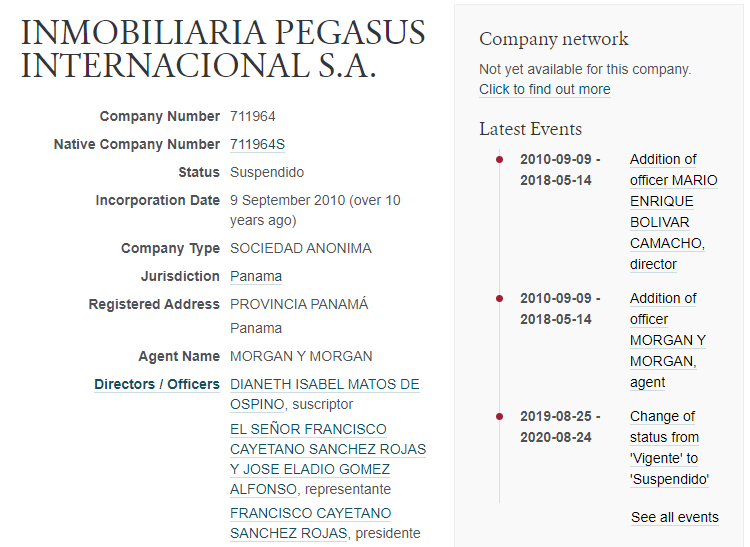 INMOBILIARIA PEGASUS
INTERNACIONAL S.A.
Company Number 711964
Native Company Number 711964S
Status Suspendido
Incorporation Date 9 September 2010 (over 10
years ago)
Company Type SOCIEDAD ANONIMA
Jurisdiction Panama
Registered Address PROVINCIA PANAMÁ
Panama
Agent Name MORGAN Y MORGAN
Directors / Officers DIANETH ISABEL MATOS DE
OSPINO, suscriptor
EL SEÑOR FRANCISCO
CAYETANO SANCHEZ ROJAS
Y JOSE ELADIO GOMEZ
ALFONSO, representante
FRANCISCO CAYETANO
SANCHEZ ROJAS, presidente
Company network
Not yet available for this company.
Click to find out more
Latest Events
2010-09-09 - Addition of
2018-05-14 officer MARIO
ENRIQUE
BOLIVAR
CAMACHO,
director
2010-09-09 - Addition of
2018-05-14 officer
MORGAN Y
MORGAN,
agent
2019-08-25 - Change of
2020-08-24 status from
'Vigente' to
'Suspendido'
See all events